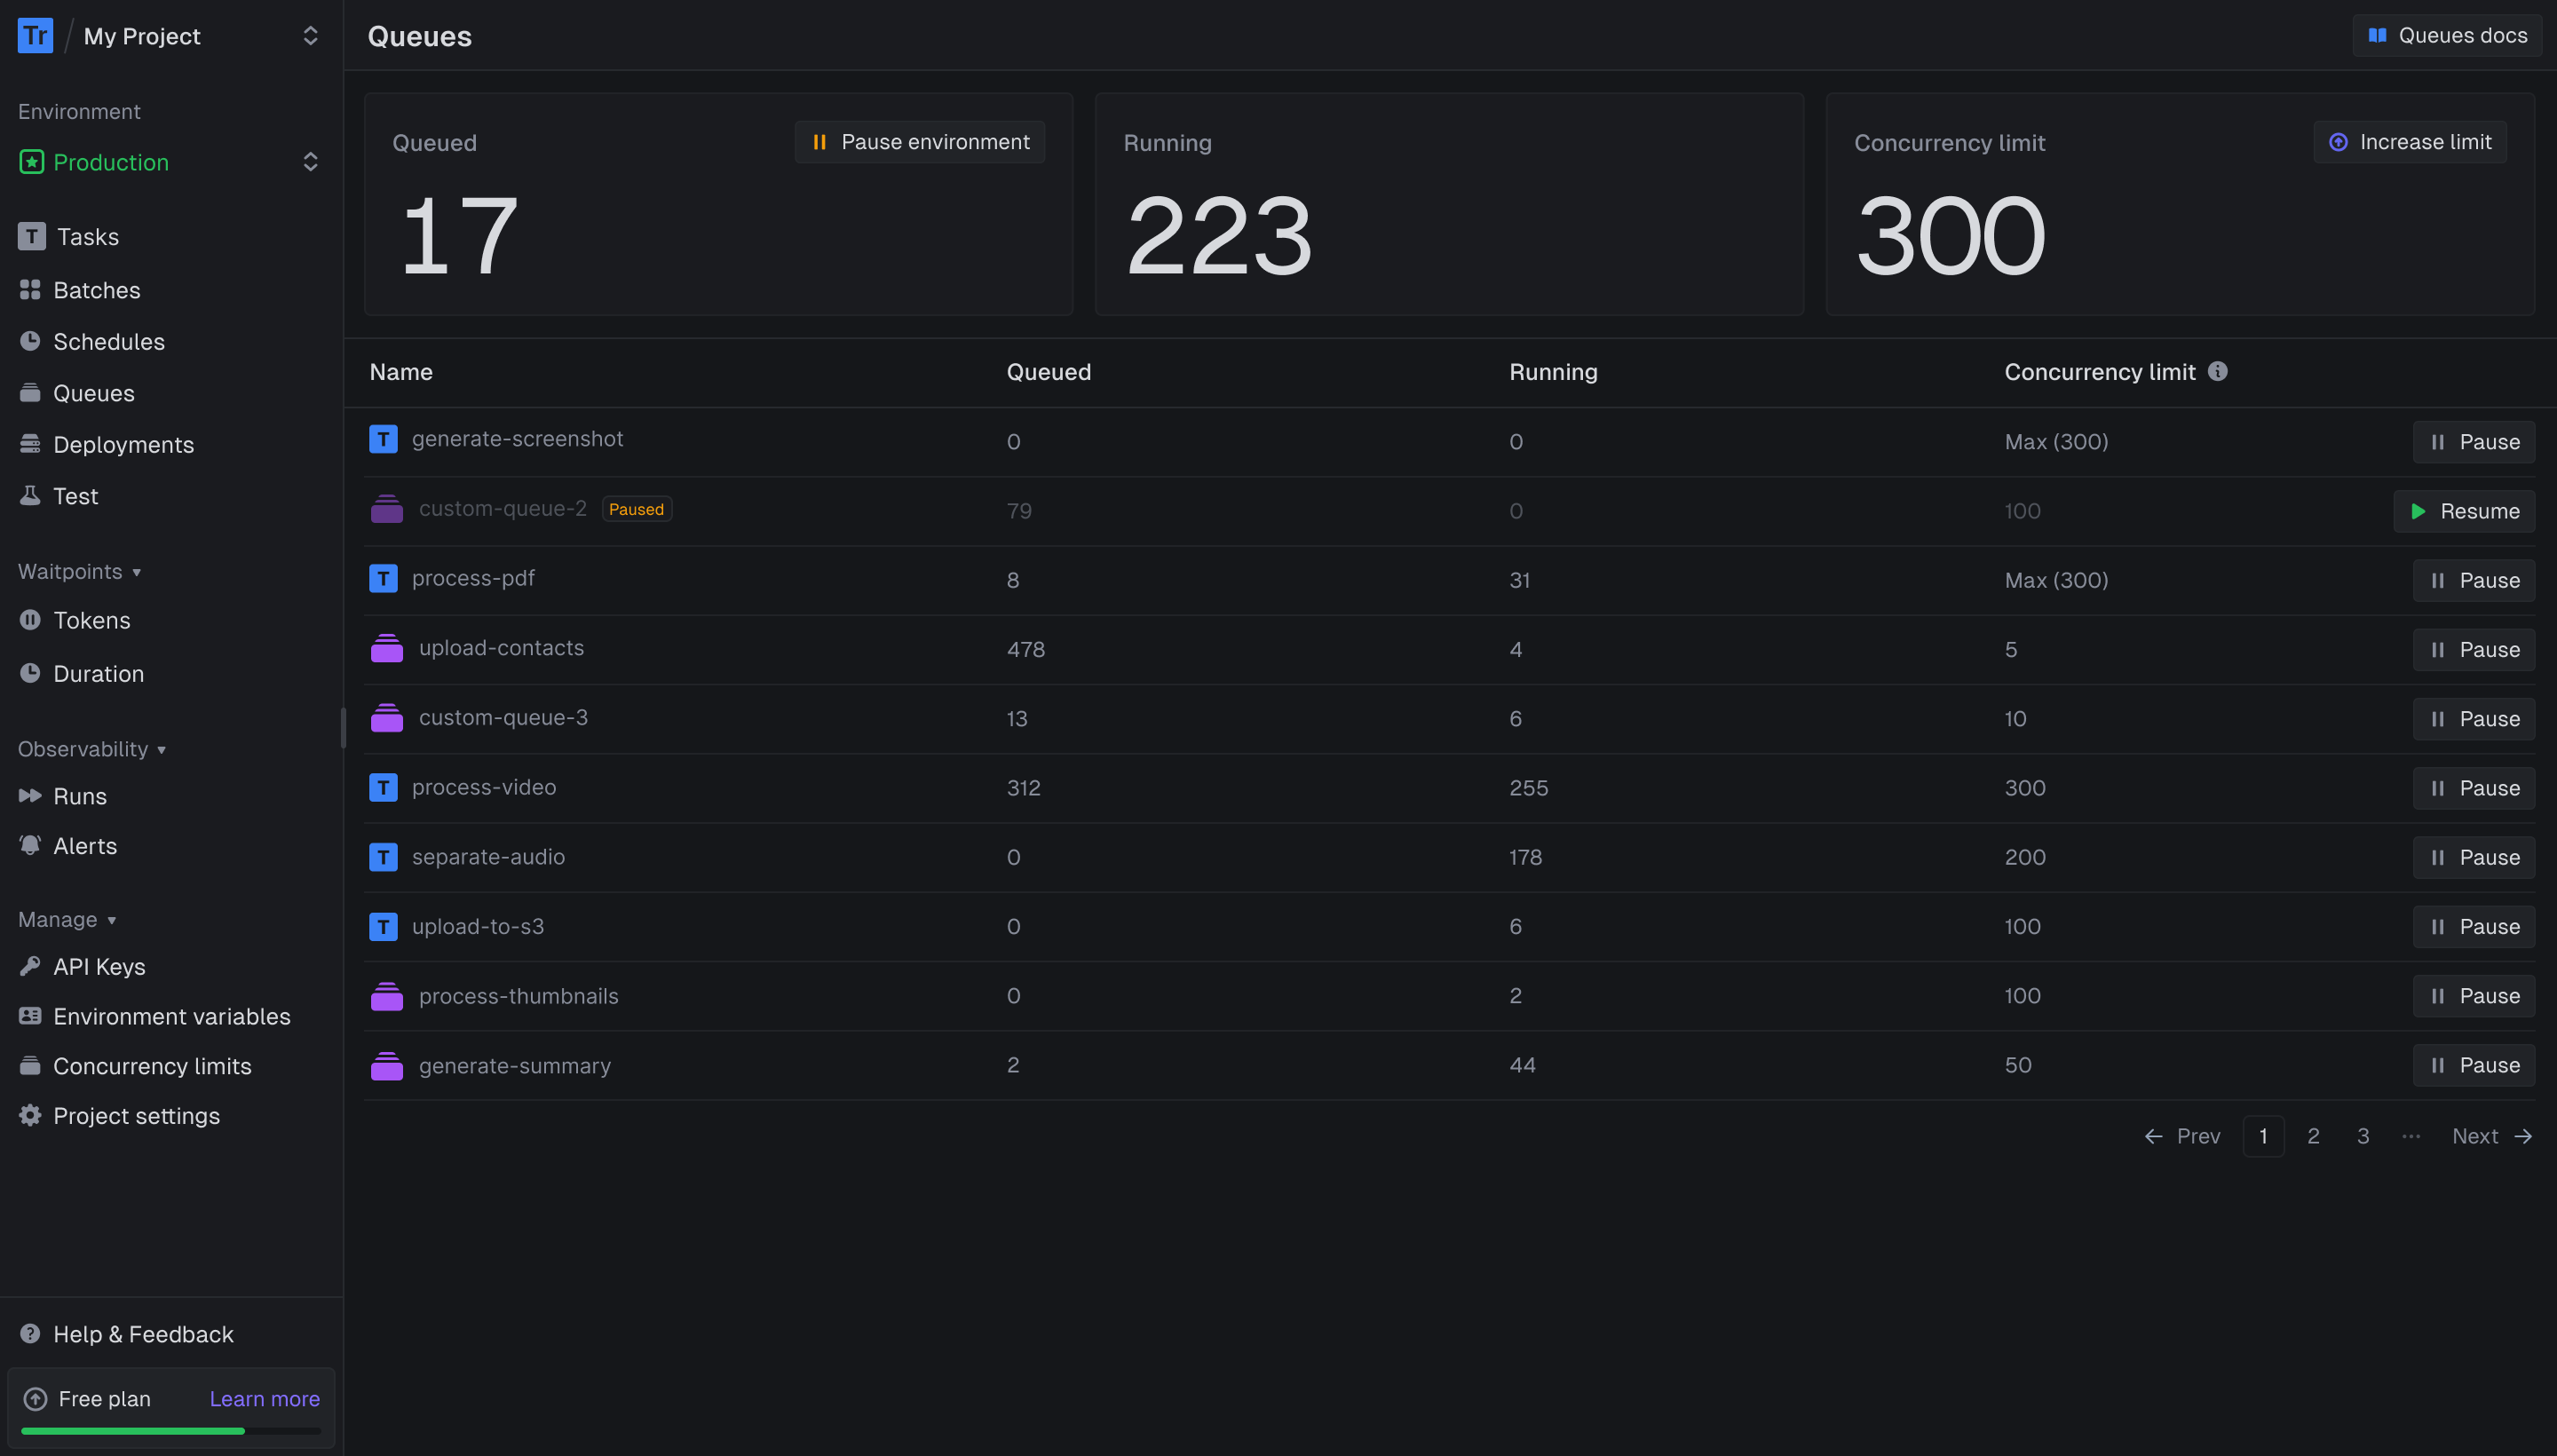 Tr / My Project
Environment
Production
T Tasks
Batches
Schedules
Queues
Deployments
Test
Waitpoints
Tokens
Duration
Observability
Runs
Alerts
Manage
API Keys
Environment variables
Concurrency limits
Project settings
Help & Feedback
Free plan Learn more
Queues
Queues docs
Queued Pause environment
17
Running
223
Concurrency limit Increase limit
300
Name Queued Running Concurrency limit
T generate-screenshot 0 0 Max (300) Pause
custom-queue-2 Paused 79 0 100 Resume
T process-pdf 8 31 Max (300) Pause
upload-contacts 478 4 5 Pause
custom-queue-3 13 6 10 Pause
T process-video 312 255 300 Pause
T separate-audio 0 178 200 Pause
T upload-to-s3 0 6 100 Pause
process-thumbnails 0 2 100 Pause
generate-summary 2 44 50 Pause
← Prev 1 2 3 ··· Next →